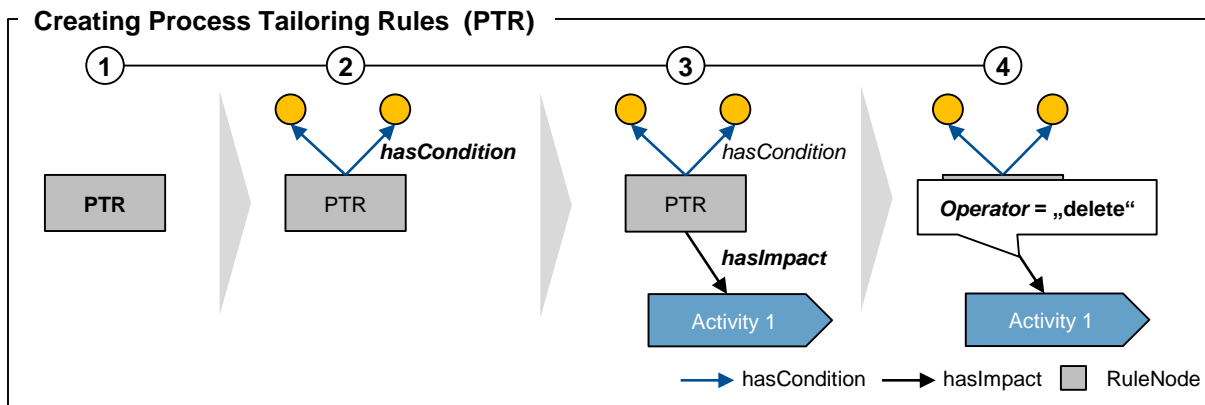 Creating Process Tailoring Rules  (PTR)
1
2
3
4
hasCondition
hasCondition
PTR
PTR
PTR
Operator = „delete“
hasImpact
Activity 1
Activity 1
hasCondition
hasImpact
RuleNode